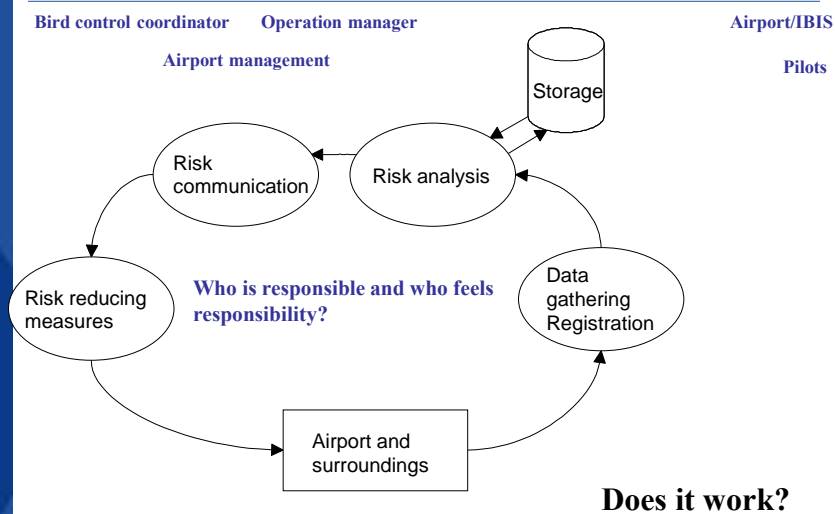 Bird control coordinator Operation manager Airport/IBIS
Airport management Pilots
Storage
Risk
communication
Risk analysis
Risk reducing
measures
Who is responsible and who feels
responsibility?
Data
gathering
Registration
Airport and
surroundings
Does it work?